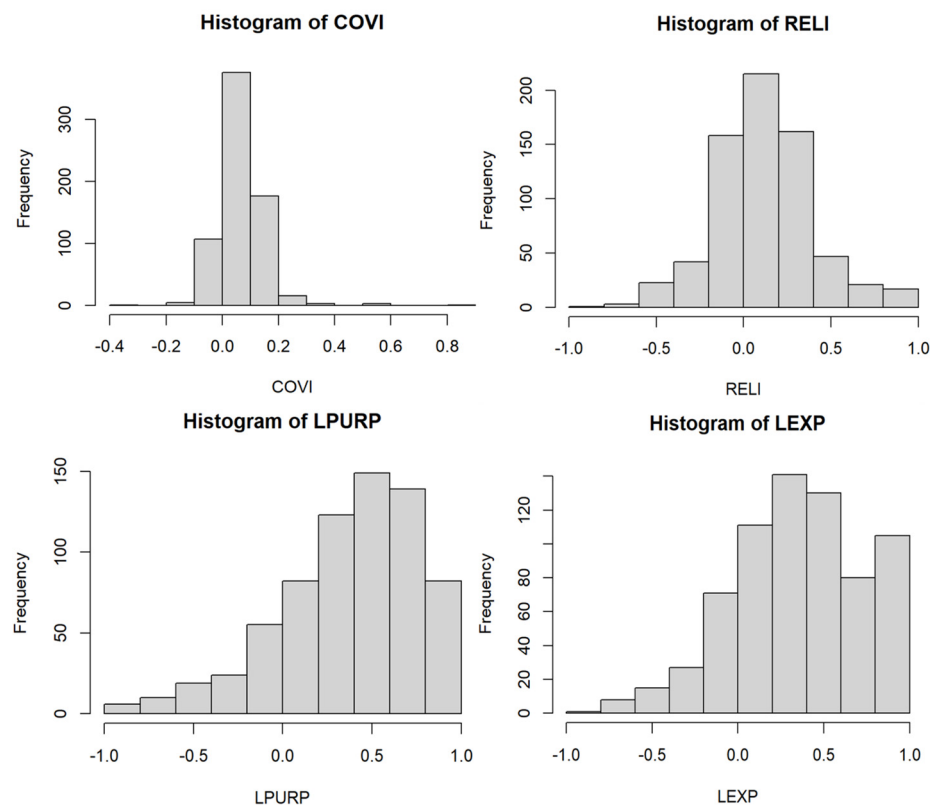 Histogram of COVI
Frequency
0 100 200 300
-0.4 -0.2 0.0 0.2 0.4 0.6 0.8
COVI
Histogram of RELI
Frequency
0 50 100 150 200
-1.0 -0.5 0.0 0.5 1.0
RELI
Histogram of LPURP
Frequency
0 50 100 150
-1.0 -0.5 0.0 0.5 1.0
LPURP
Histogram of LEXP
Frequency
0 20 40 60 80 120
-1.0 -0.5 0.0 0.5 1.0
LEXP